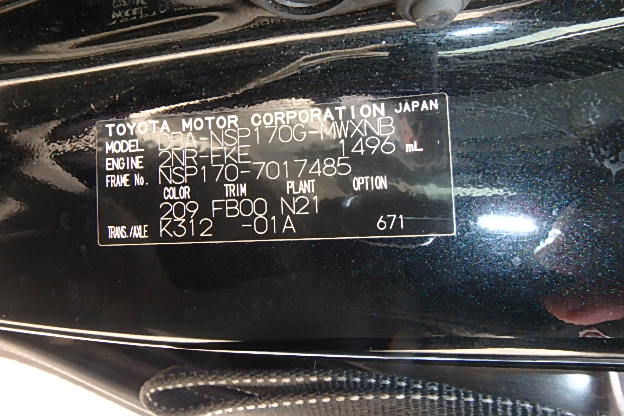 TOYOTA MOTOR CORPORATION JAPAN
MODEL DBA-NSP170G-MWXNB
ENGINE 2NR-FKE 1496 mL
FRAME No. NSP170-7017485
COLOR TRIM PLANT OPTION
209 FB00 N21
TRANS./AXLE K312 -01A 671